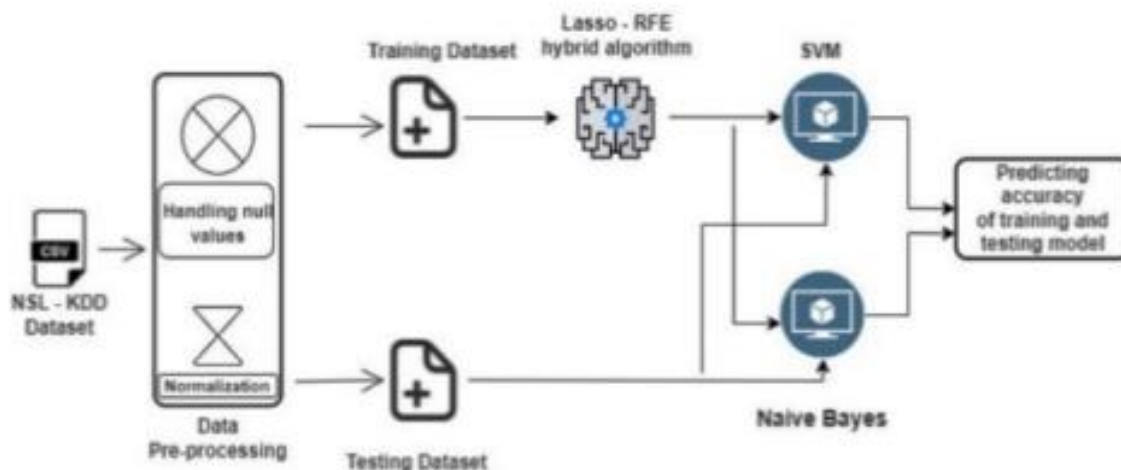 Lasso - RFE
hybrid algorithm
Training Dataset
SVM
Handling null
values
CSV
NSL - KDD
Dataset
Predicting
accuracy
of training and
testing model
Normalization
Data
Pre-processing
Testing Dataset
Naive Bayes